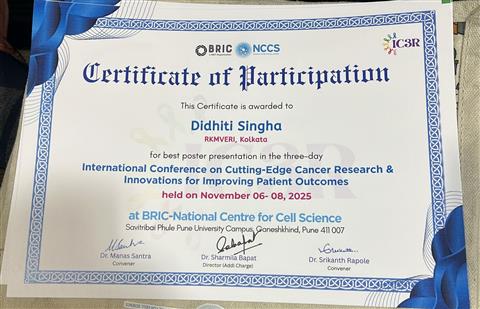 BRIC NCCS
IC3R
Certificate of Participation
This Certificate is awarded to
Didhiti Singha
RKMVERI, Kolkata
for best poster presentation in the three-day
International Conference on Cutting-Edge Cancer Research &
Innovations for Improving Patient Outcomes
held on November 06- 08, 2025
at BRIC-National Centre for Cell Science
Savitribai Phule Pune University Campus, Ganeshkhind, Pune 411 007
Dr. Manas Santra
Convener
Dr. Sharmila Bapat
Director (Addl Charge)
Dr. Srikanth Rapole
Convener
IC3R